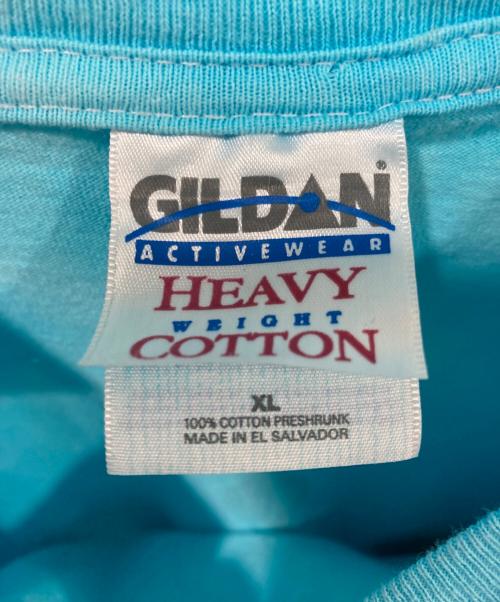 GILDAN®
ACTIVEWEAR
HEAVY
WEIGHT
COTTON
XL
100% COTTON PRESHRUNK
MADE IN EL SALVADOR